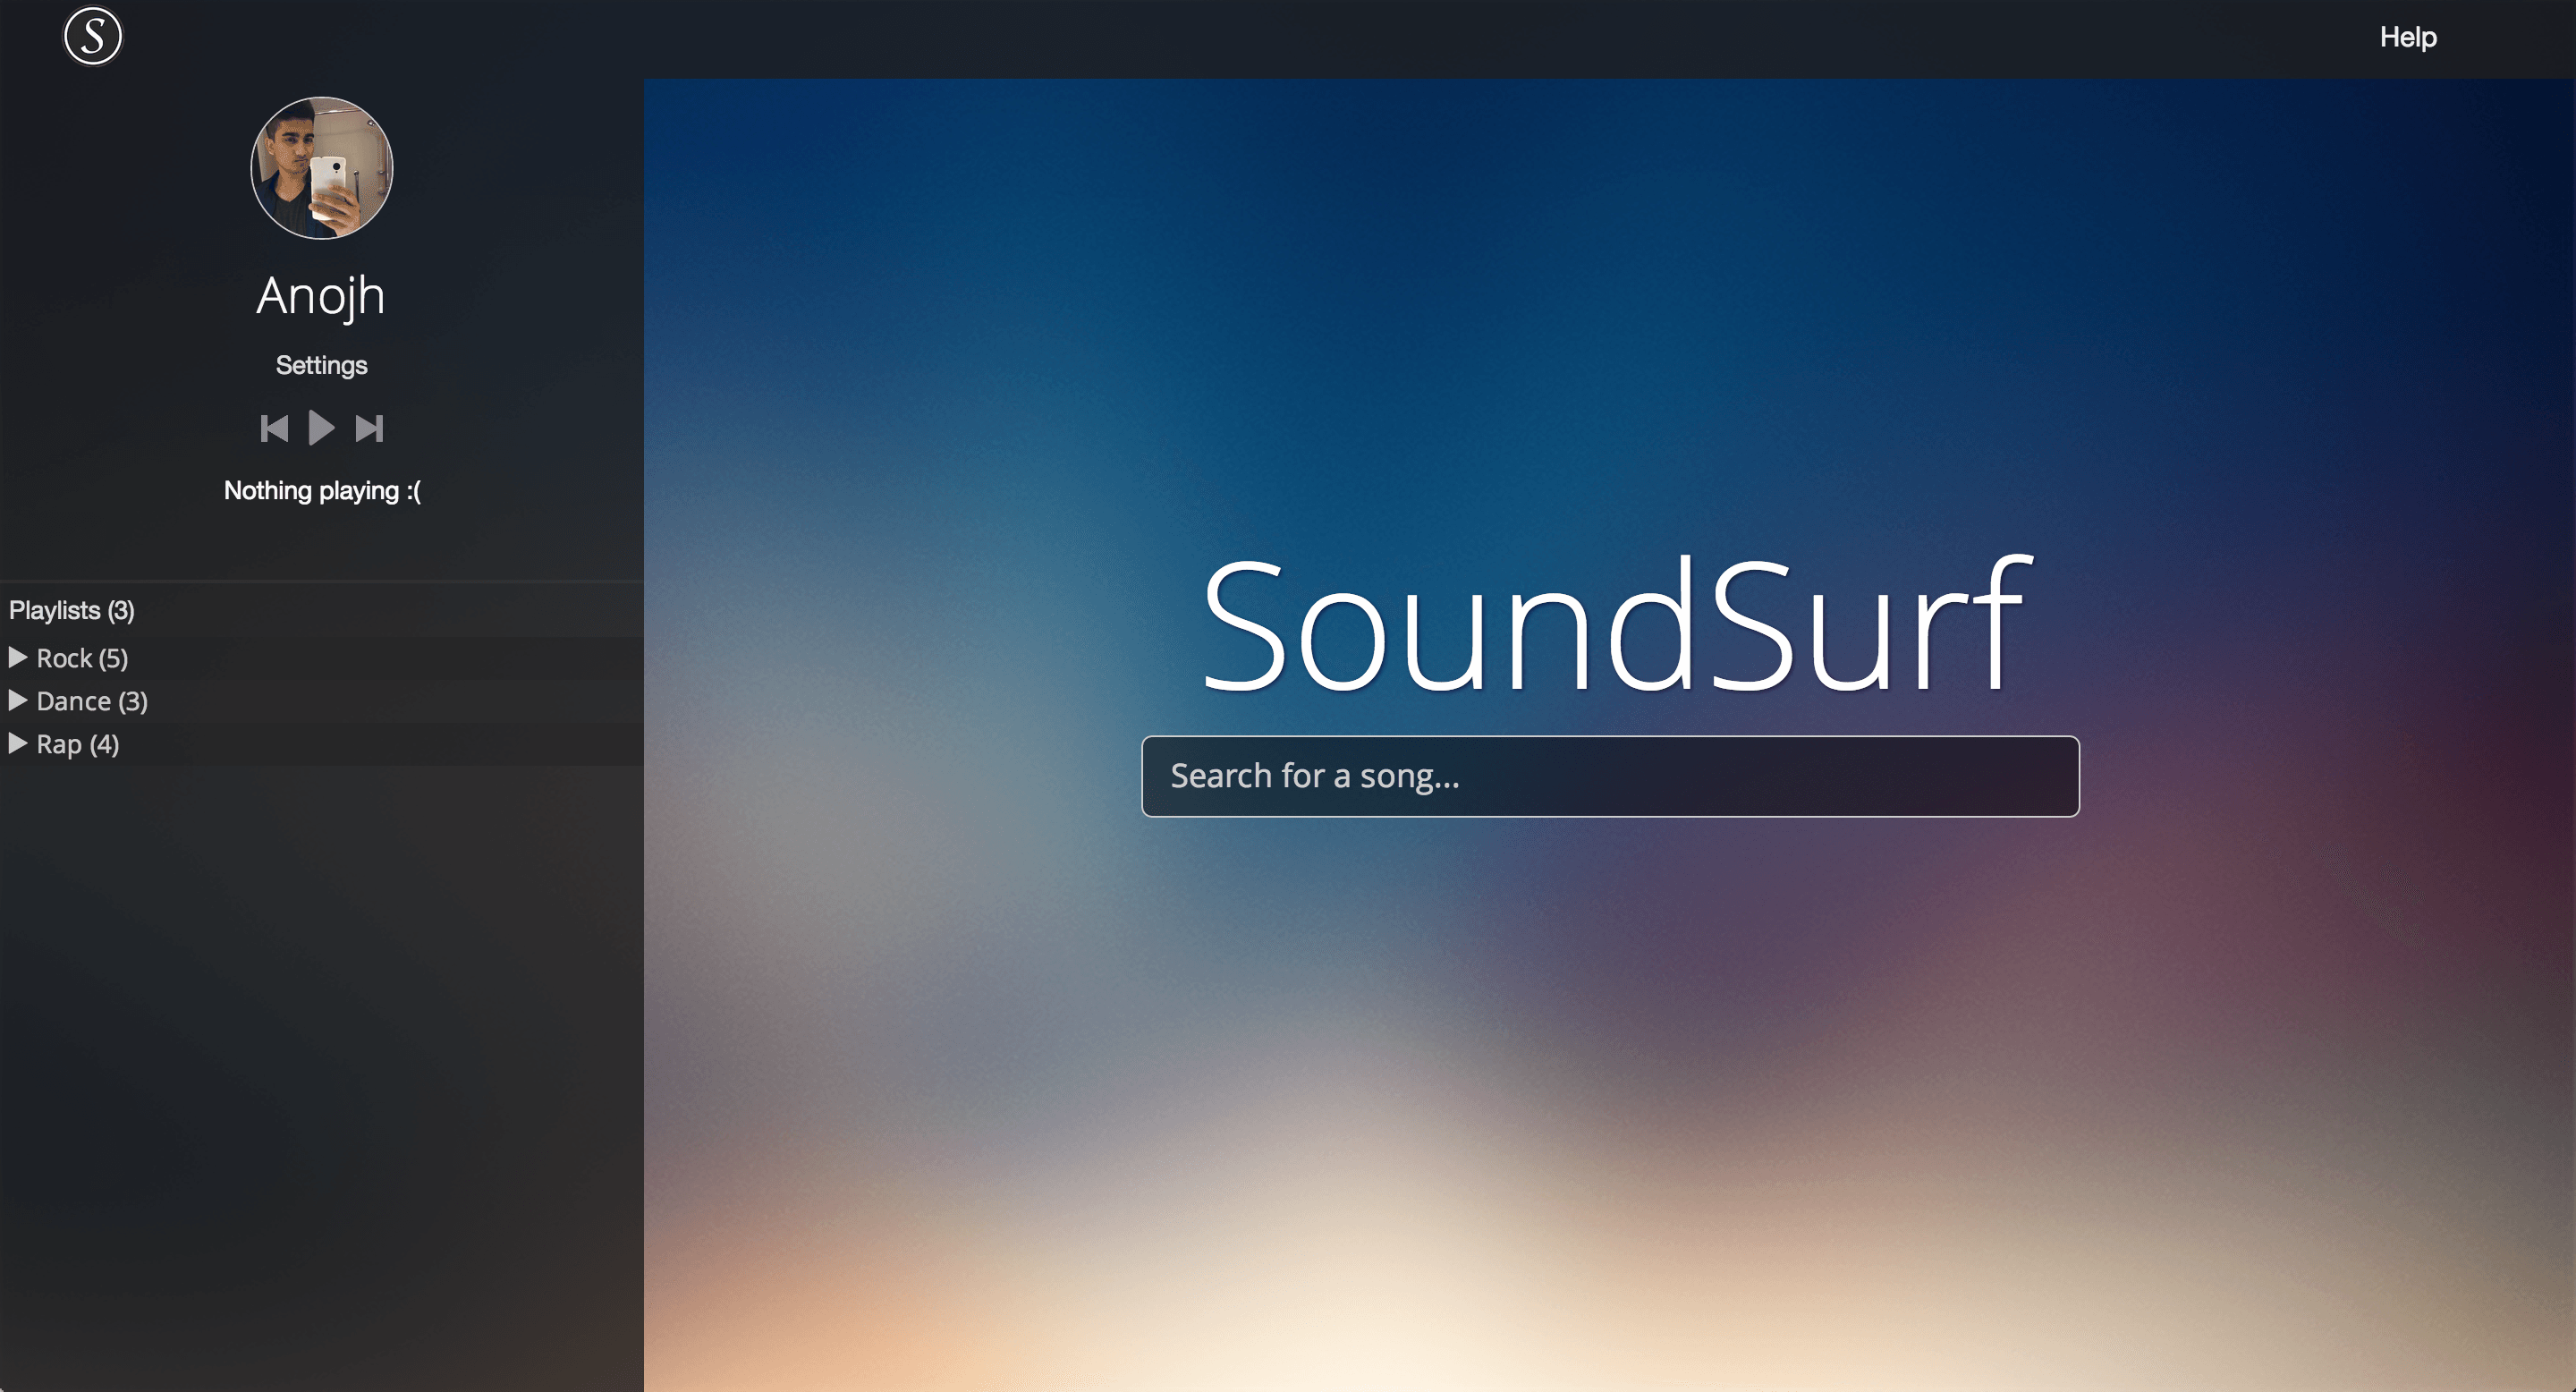 S
Help
Anojh
Settings
Nothing playing :(
Playlists (3)
Rock (5)
Dance (3)
Rap (4)
SoundSurf
Search for a song...